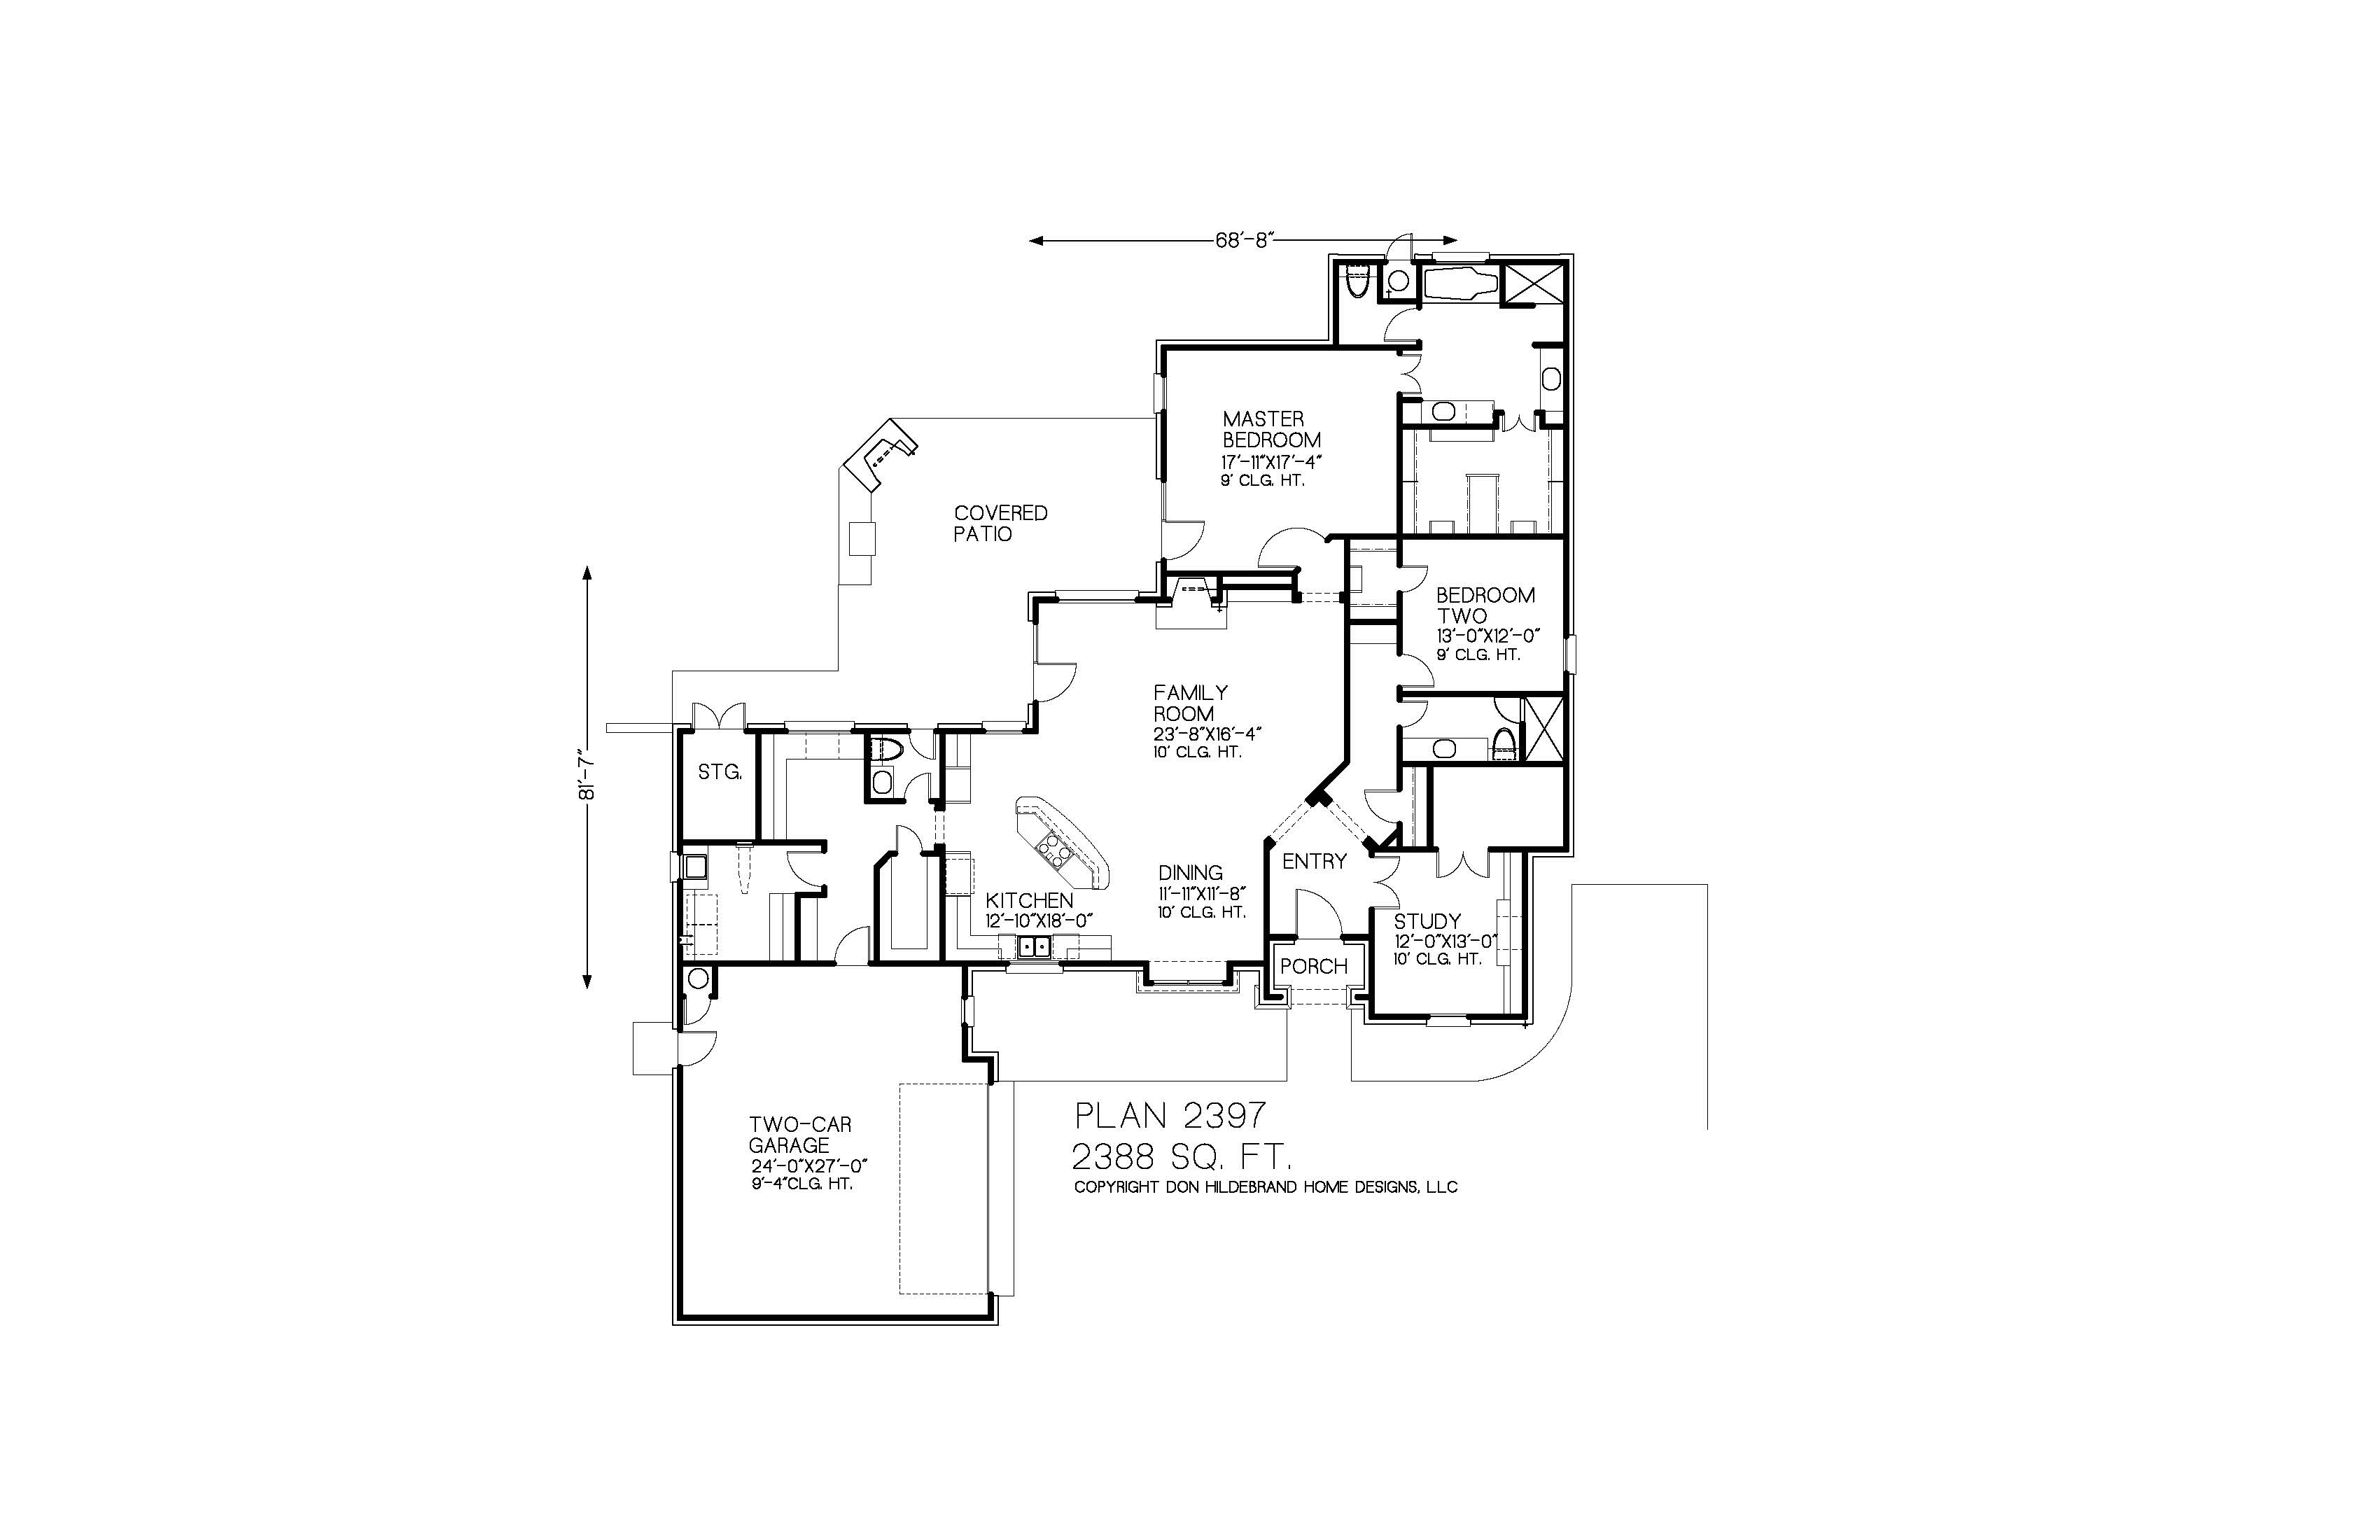 68'-8"
MASTER
BEDROOM
17'-11"X17'-4"
9' CLG. HT.
COVERED
PATIO
BEDROOM
TWO
13'-0"X12'-0"
9' CLG. HT.
FAMILY
ROOM
23'-8"X16'-4"
10' CLG. HT.
81'-7"
STG.
ENTRY
DINING
11'-11"X11'-8"
10' CLG. HT.
KITCHEN
12'-10"X18'-0"
STUDY
12'-0"X13'-0"
10' CLG. HT.
PORCH
TWO-CAR
GARAGE
24'-0"X27'-0"
9'-4"CLG. HT.
PLAN 2397
2388 SQ. FT.
COPYRIGHT DON HILDEBRAND HOME DESIGNS, LLC